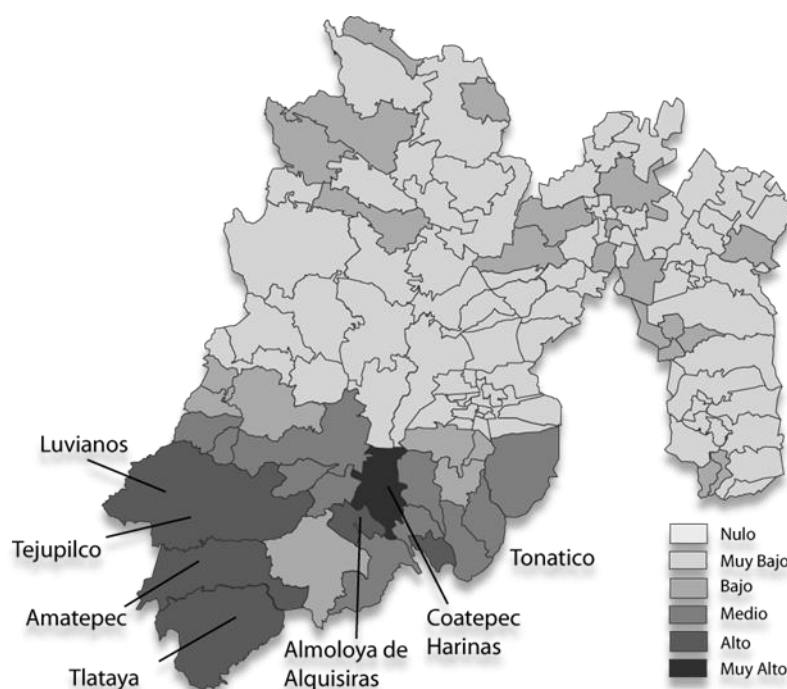 Luvianos
Tejupilco
Amatepec
Tlataya
Almoloya de
Alquisiras
Coatepec
Harinas
Tonatico
Nulo
Muy Bajo
Bajo
Medio
Alto
Muy Alto